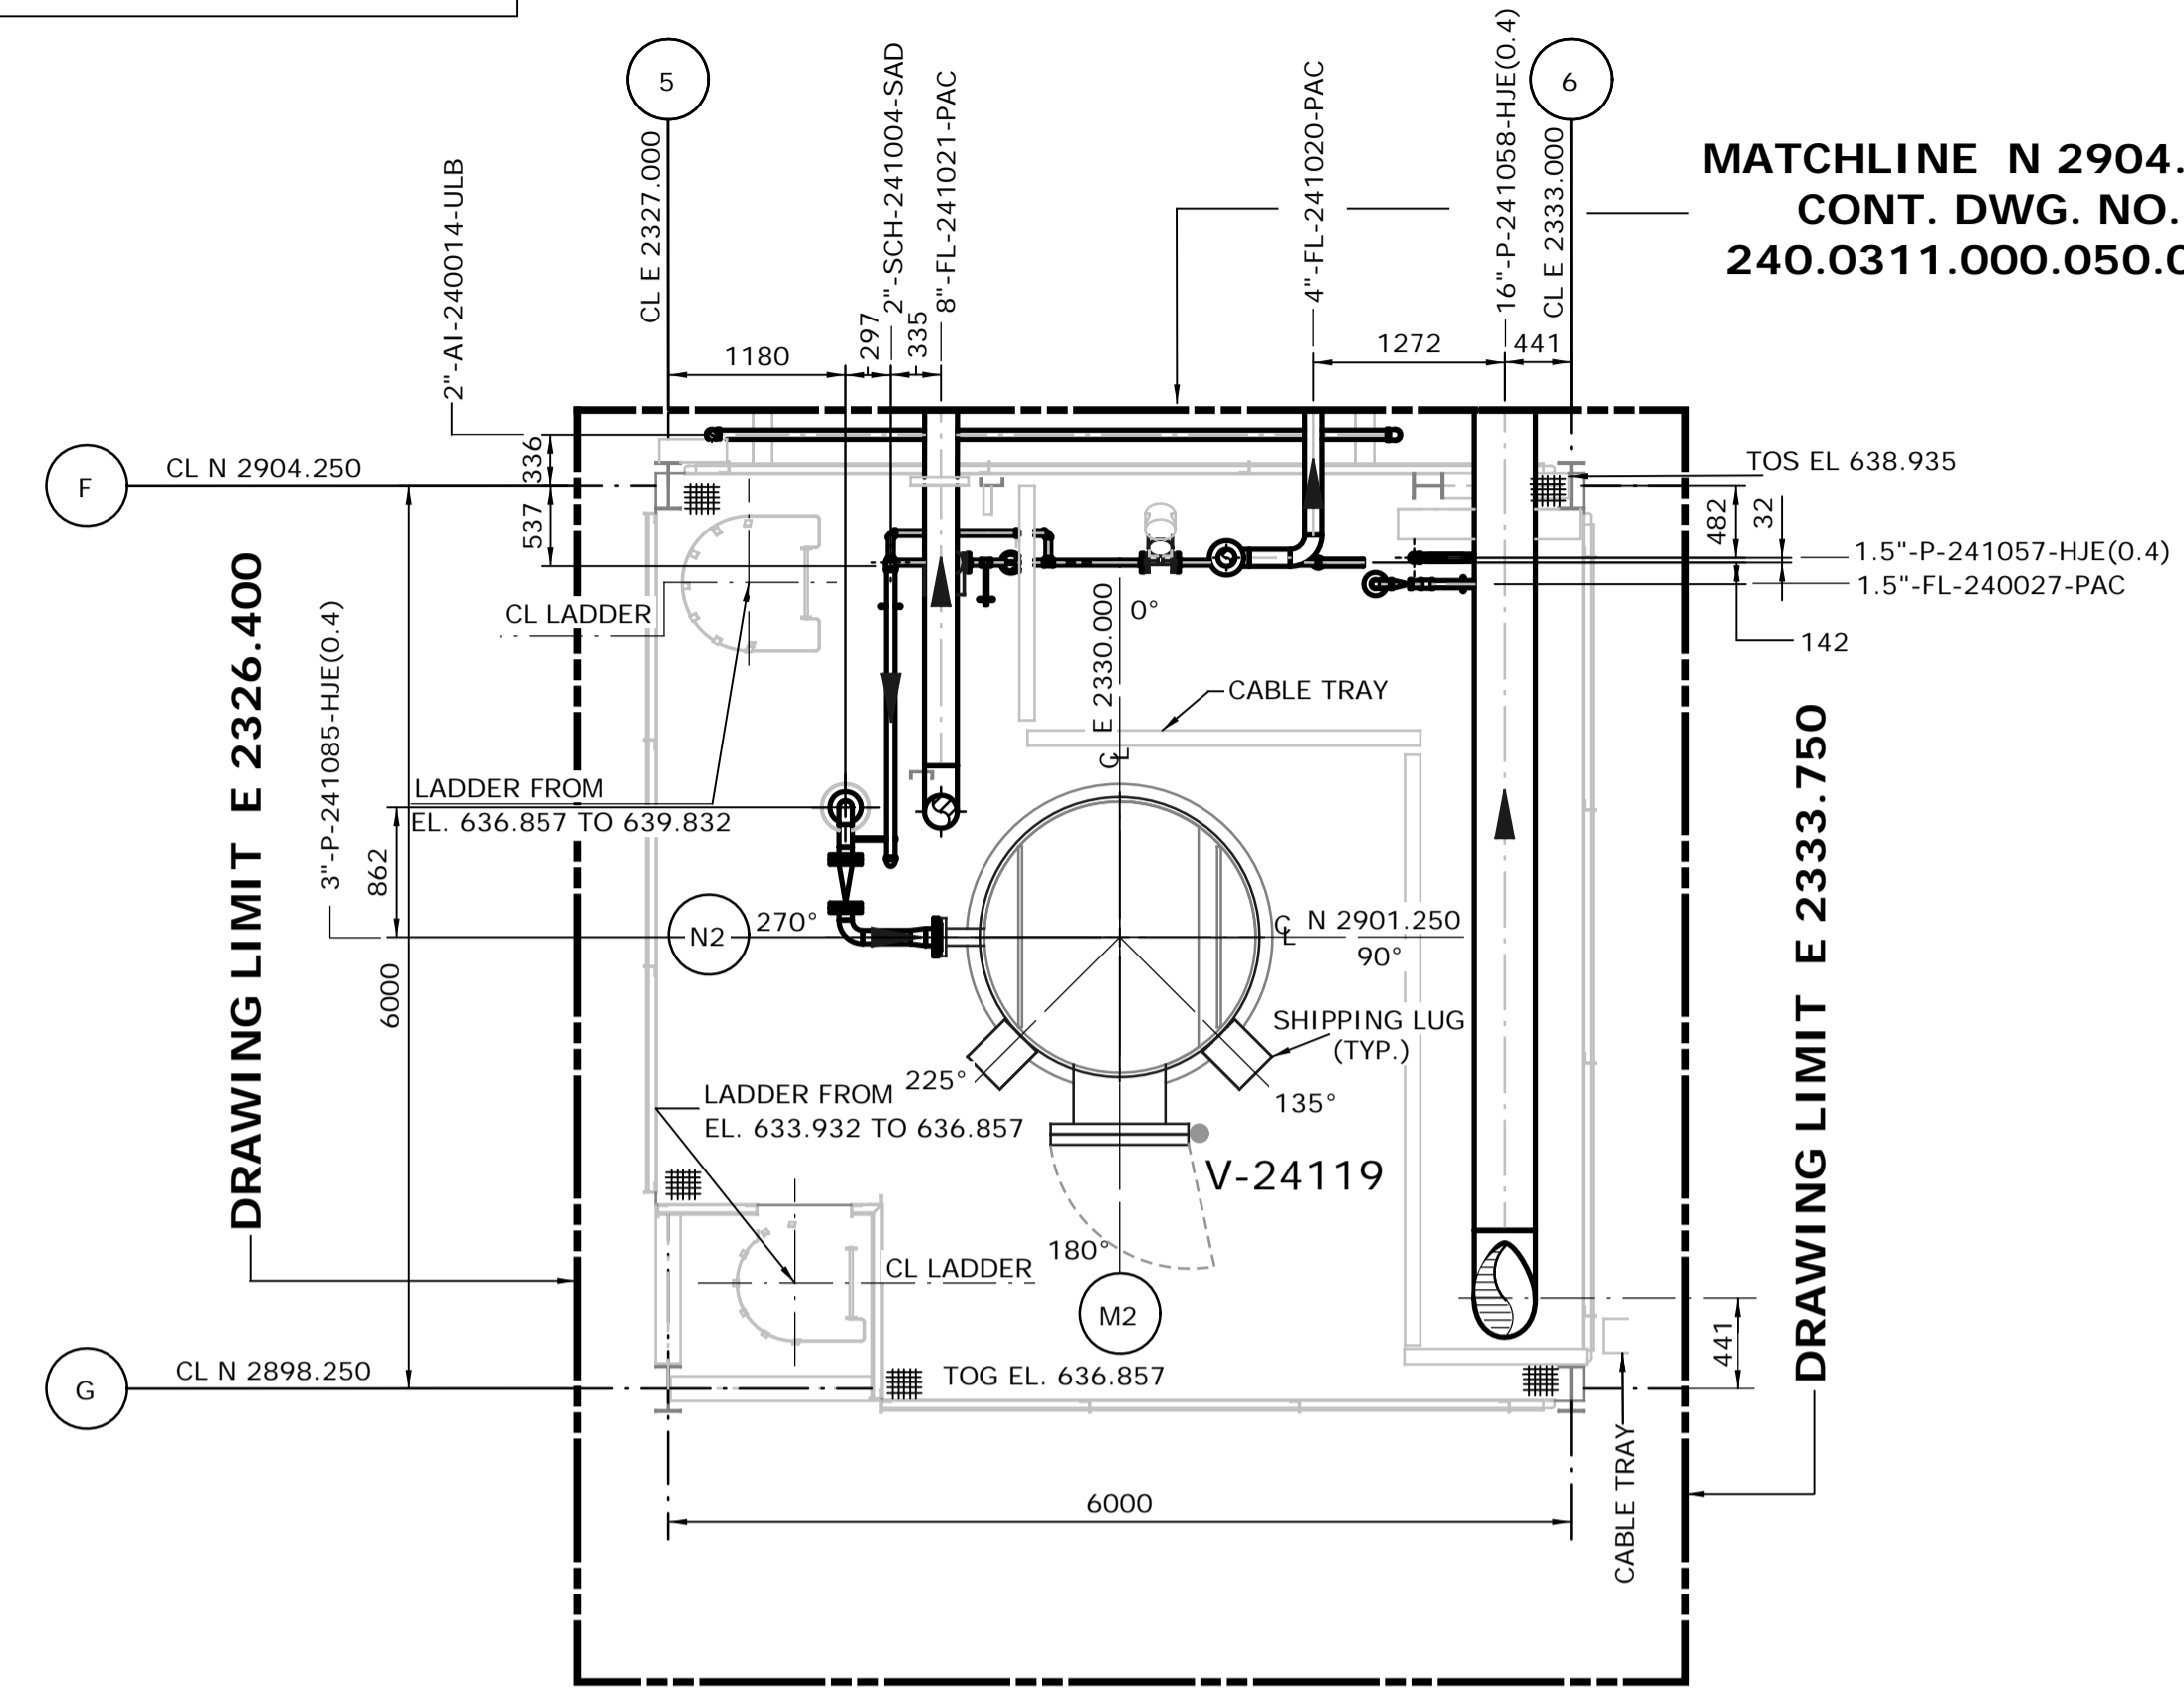 5
6
2"-AI-240014-ULB
CL E 2327.000
2"-SCH-241004-SAD
8"-FL-241021-PAC
4"-FL-241020-PAC
16"-P-241058-HJE(0.4)
CL E 2333.000
MATCHLINE N 2904.
CONT. DWG. NO.
240.0311.000.050.0
1180
297
335
1272
441
F
CL N 2904.250
336
537
TOS EL 638.935
482
32
1.5"-P-241057-HJE(0.4)
1.5"-FL-240027-PAC
142
CL LADDER
0°
CL E 2330.000
CABLE TRAY
DRAWING LIMIT E 2326.400
3"-P-241085-HJE(0.4)
LADDER FROM
EL. 636.857 TO 639.832
862
6000
N2
270°
CL N 2901.250
90°
SHIPPING LUG
(TYP.)
225°
135°
LADDER FROM
EL. 633.932 TO 636.857
V-24119
180°
CL LADDER
M2
DRAWING LIMIT E 2333.750
441
G
CL N 2898.250
TOG EL. 636.857
6000
CABLE TRAY